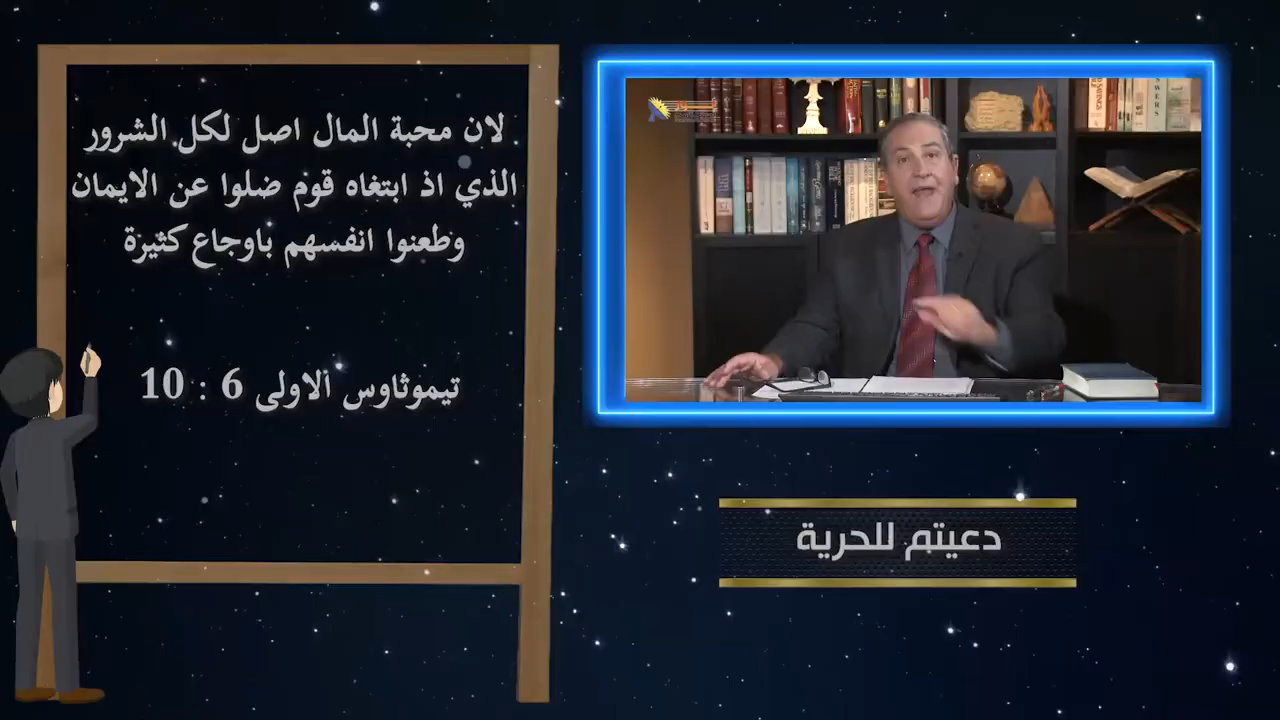 لان محبة المال اصل لكل الشرور
الذي اذ ابتغاه قوم ضلوا عن الايمان
وطعنوا انفسهم باوجاع كثيرة
تيموثاوس الاولى 6 : 10
دعيتم للحرية